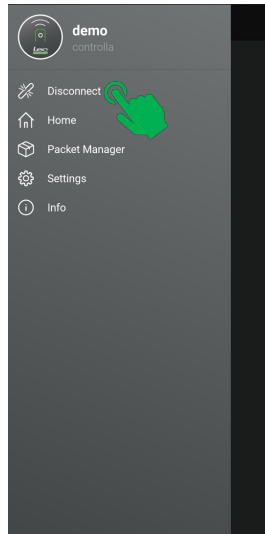 demo
controlla
Disconnect
Home
Packet Manager
Settings
Info